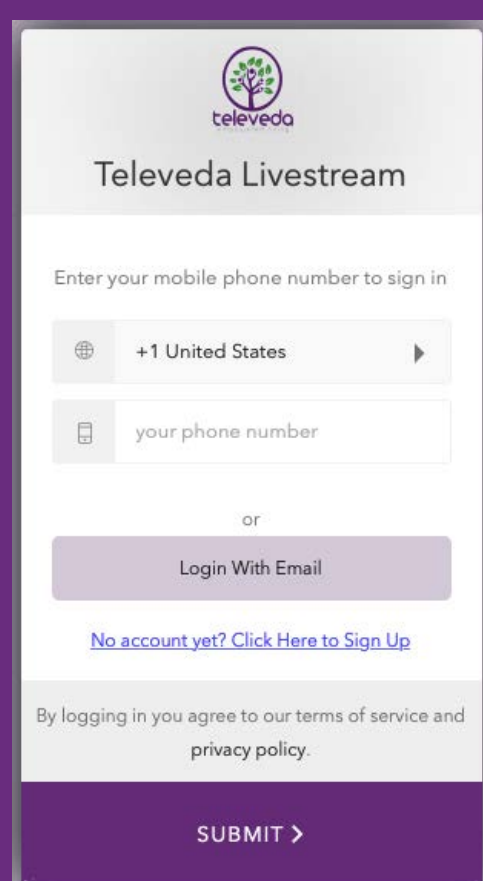 televeda
Televeda Livestream
Enter your mobile phone number to sign in
+1 United States
your phone number
or
Login With Email
No account yet? Click Here to Sign Up
By logging in you agree to our terms of service and
privacy policy.
SUBMIT >